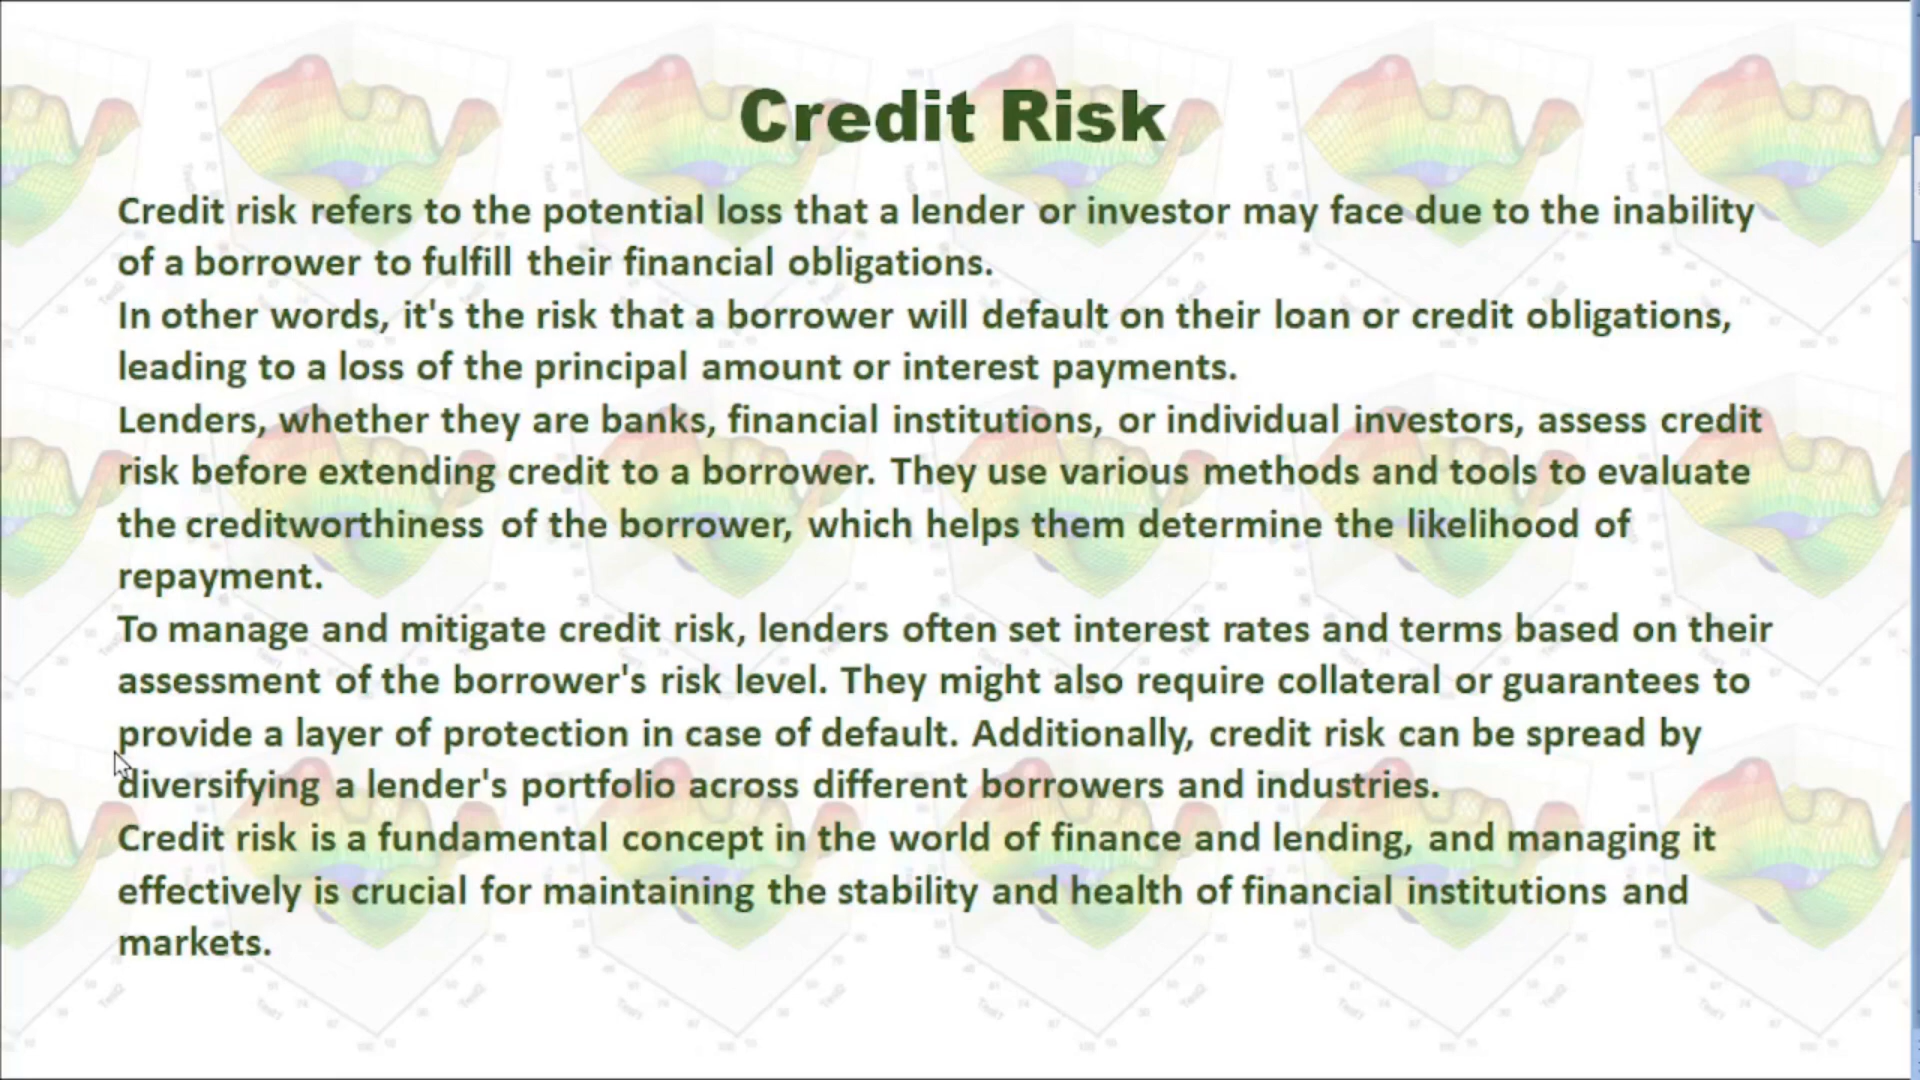 Credit Risk
Credit risk refers to the potential loss that a lender or investor may face due to the inability
of a borrower to fulfill their financial obligations.
In other words, it's the risk that a borrower will default on their loan or credit obligations,
leading to a loss of the principal amount or interest payments.
Lenders, whether they are banks, financial institutions, or individual investors, assess credit
risk before extending credit to a borrower. They use various methods and tools to evaluate
the creditworthiness of the borrower, which helps them determine the likelihood of
repayment.
To manage and mitigate credit risk, lenders often set interest rates and terms based on their
assessment of the borrower's risk level. They might also require collateral or guarantees to
provide a layer of protection in case of default. Additionally, credit risk can be spread by
diversifying a lender's portfolio across different borrowers and industries.
Credit risk is a fundamental concept in the world of finance and lending, and managing it
effectively is crucial for maintaining the stability and health of financial institutions and
markets.